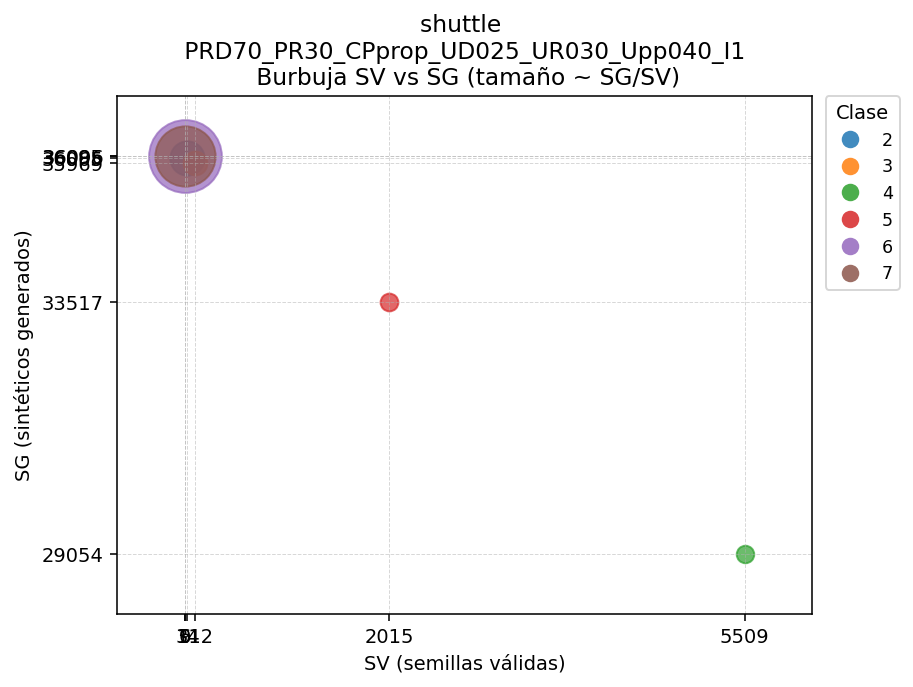 shuttle
PRD70_PR30_CPprop_UD025_UR030_Upp040_I1
Burbuja SV vs SG (tamaño ~ SG/SV)
Clase
2
3
4
5
6
7
33517
29054
SG (sintéticos generados)
2015
5509
SV (semillas válidas)